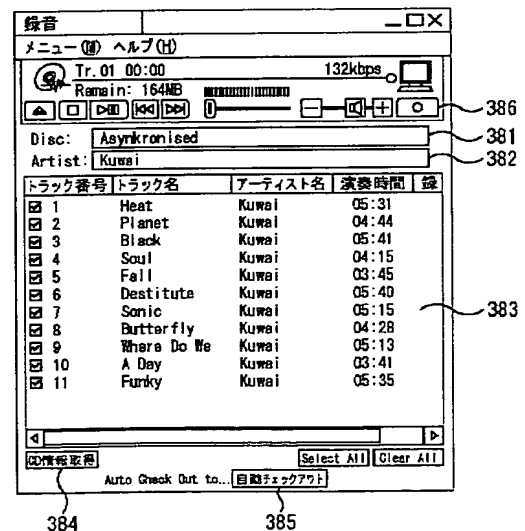 録音
メニュー(M) ヘルプ(H)
Tr.01 00:00 132kbps
Remain: 164MB
386
Disc: Asynkronised 381
Artist: Kuwai 382
トラック番号 トラック名 アーティスト名 演奏時間 録
1 Heat Kuwai 05:31
2 Planet Kuwai 04:44
3 Black Kuwai 05:41
4 Soul Kuwai 04:15
5 Fall Kuwai 03:45
6 Destitute Kuwai 05:40
7 Sonic Kuwai 05:15 383
8 Butterfly Kuwai 04:28
9 Where Do We Kuwai 05:13
10 A Day Kuwai 03:41
11 Funky Kuwai 05:35
CD情報取得 Select All Clear All
Auto Check Out to... 自動チェックアウト
384 385